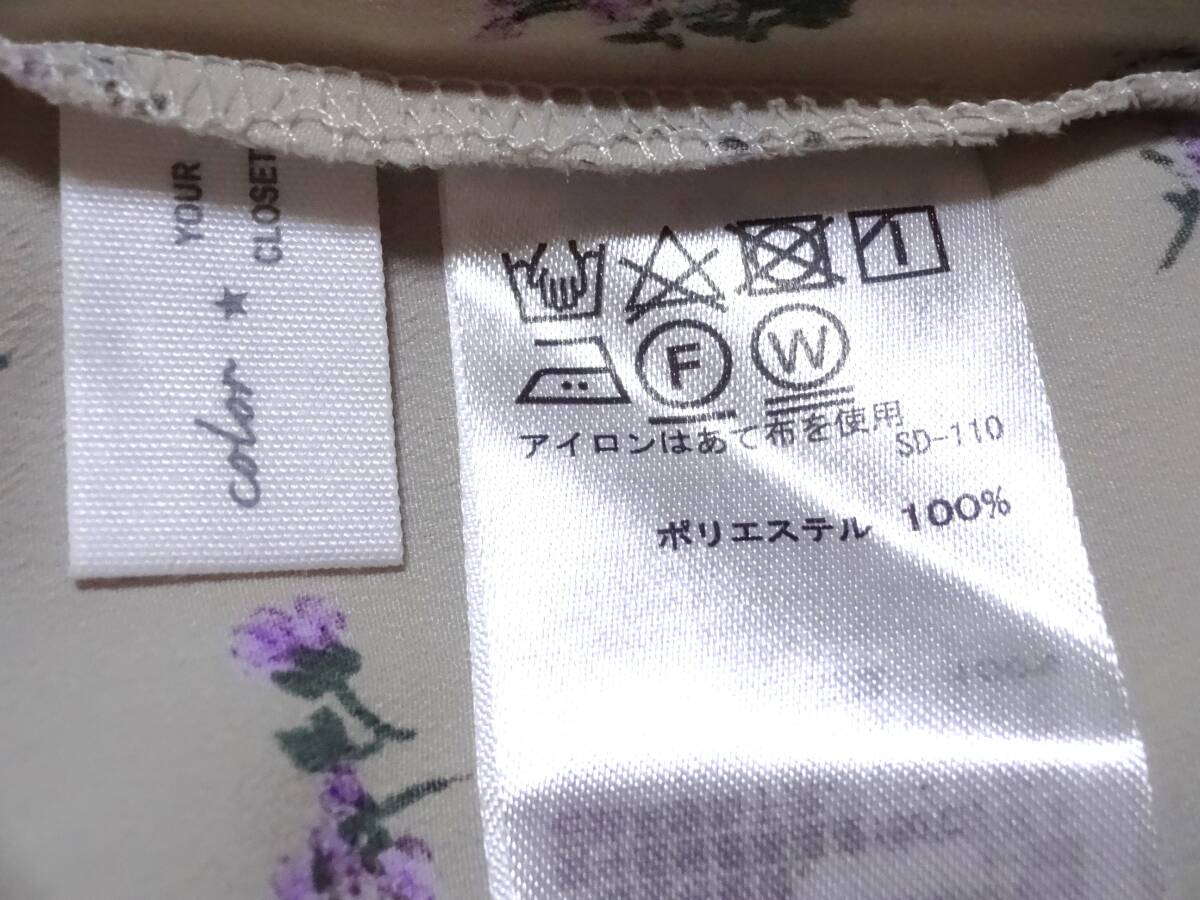 YOUR
CLOSET
color ★
F
W
アイロンはあて布を使用
SD-110
ポリエステル 100%